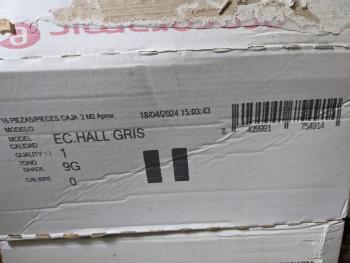 16 PIEZAS/PIECES CAJA 2 M2 Aprox 18/04/2024 15:03:43
MODELO
MODEL EC.HALL GRIS
CALIDAD
QUALITY 1
TONO
SHADE 9G
CALIBRE 0
8 429991 754914